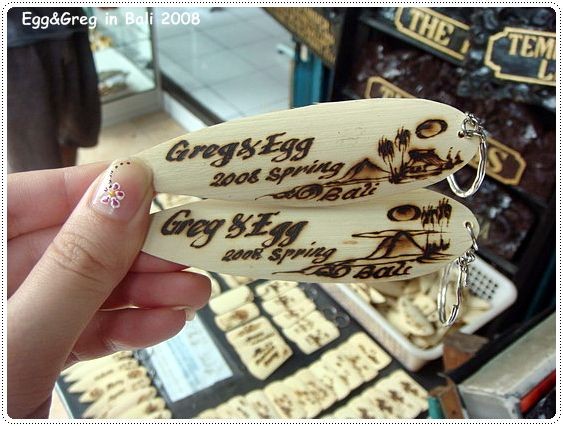 Egg&Greg in Bali 2008
THE
TEM
L
S
Greg & Egg
2008 Spring
Bali
Greg & Egg
2008 Spring
Bali